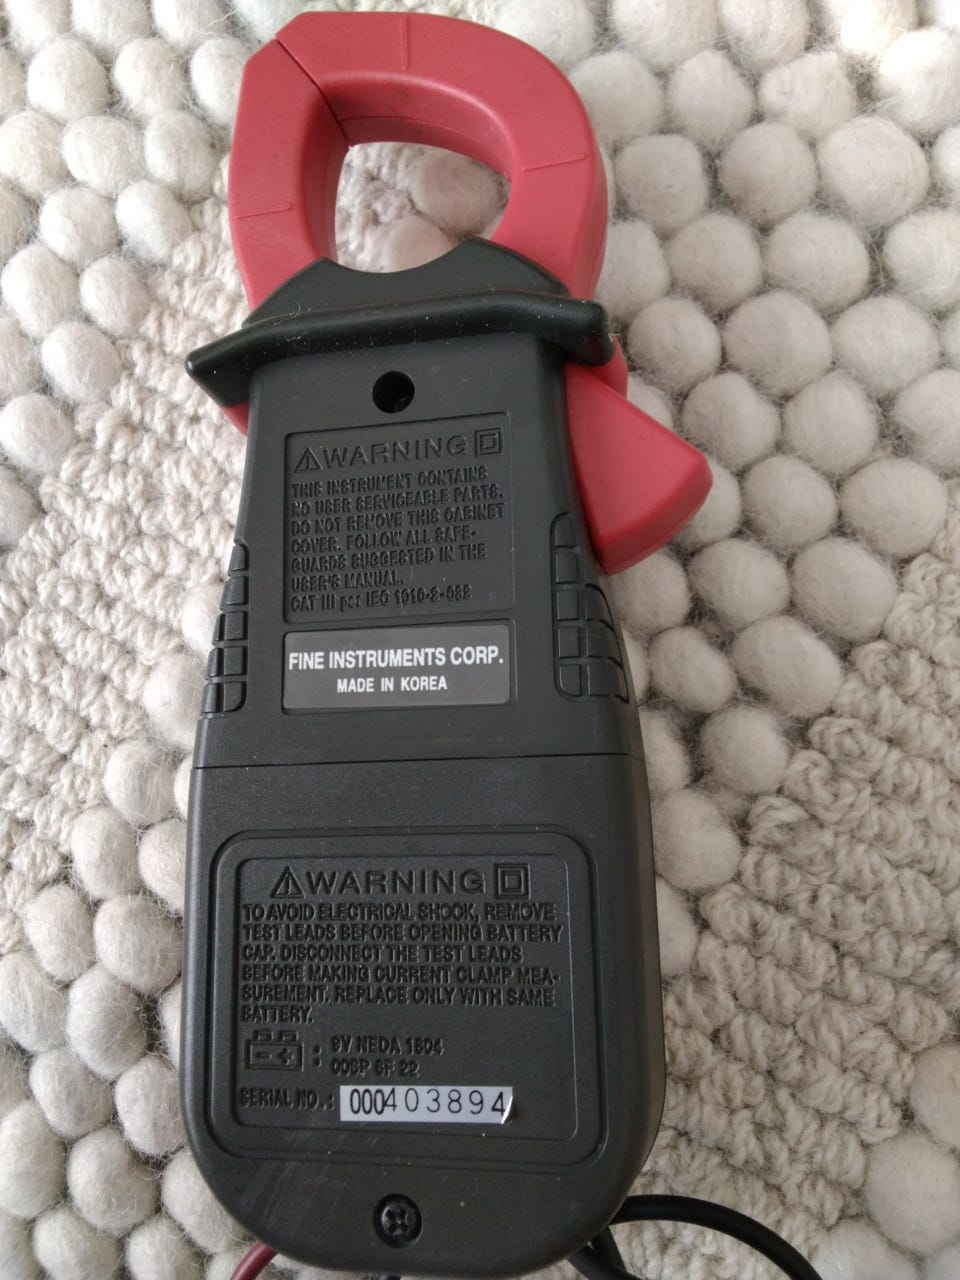 WARNING
THIS INSTRUMENT CONTAINS
NO USER SERVICEABLE PARTS.
DO NOT REMOVE THIS CABINET
COVER. FOLLOW ALL SAFE-
GUARDS SUGGESTED IN THE
USER'S MANUAL.
CAT III per IEC 1010-2-032
FINE INSTRUMENTS CORP.
MADE IN KOREA
WARNING
TO AVOID ELECTRICAL SHOCK, REMOVE
TEST LEADS BEFORE OPENING BATTERY
CAP. DISCONNECT THE TEST LEADS
BEFORE MAKING CURRENT CLAMP MEA-
SUREMENT. REPLACE ONLY WITH SAME
BATTERY.
: 9V NEDA 1604
: 006P 6F 22
SERIAL NO.: 000403894